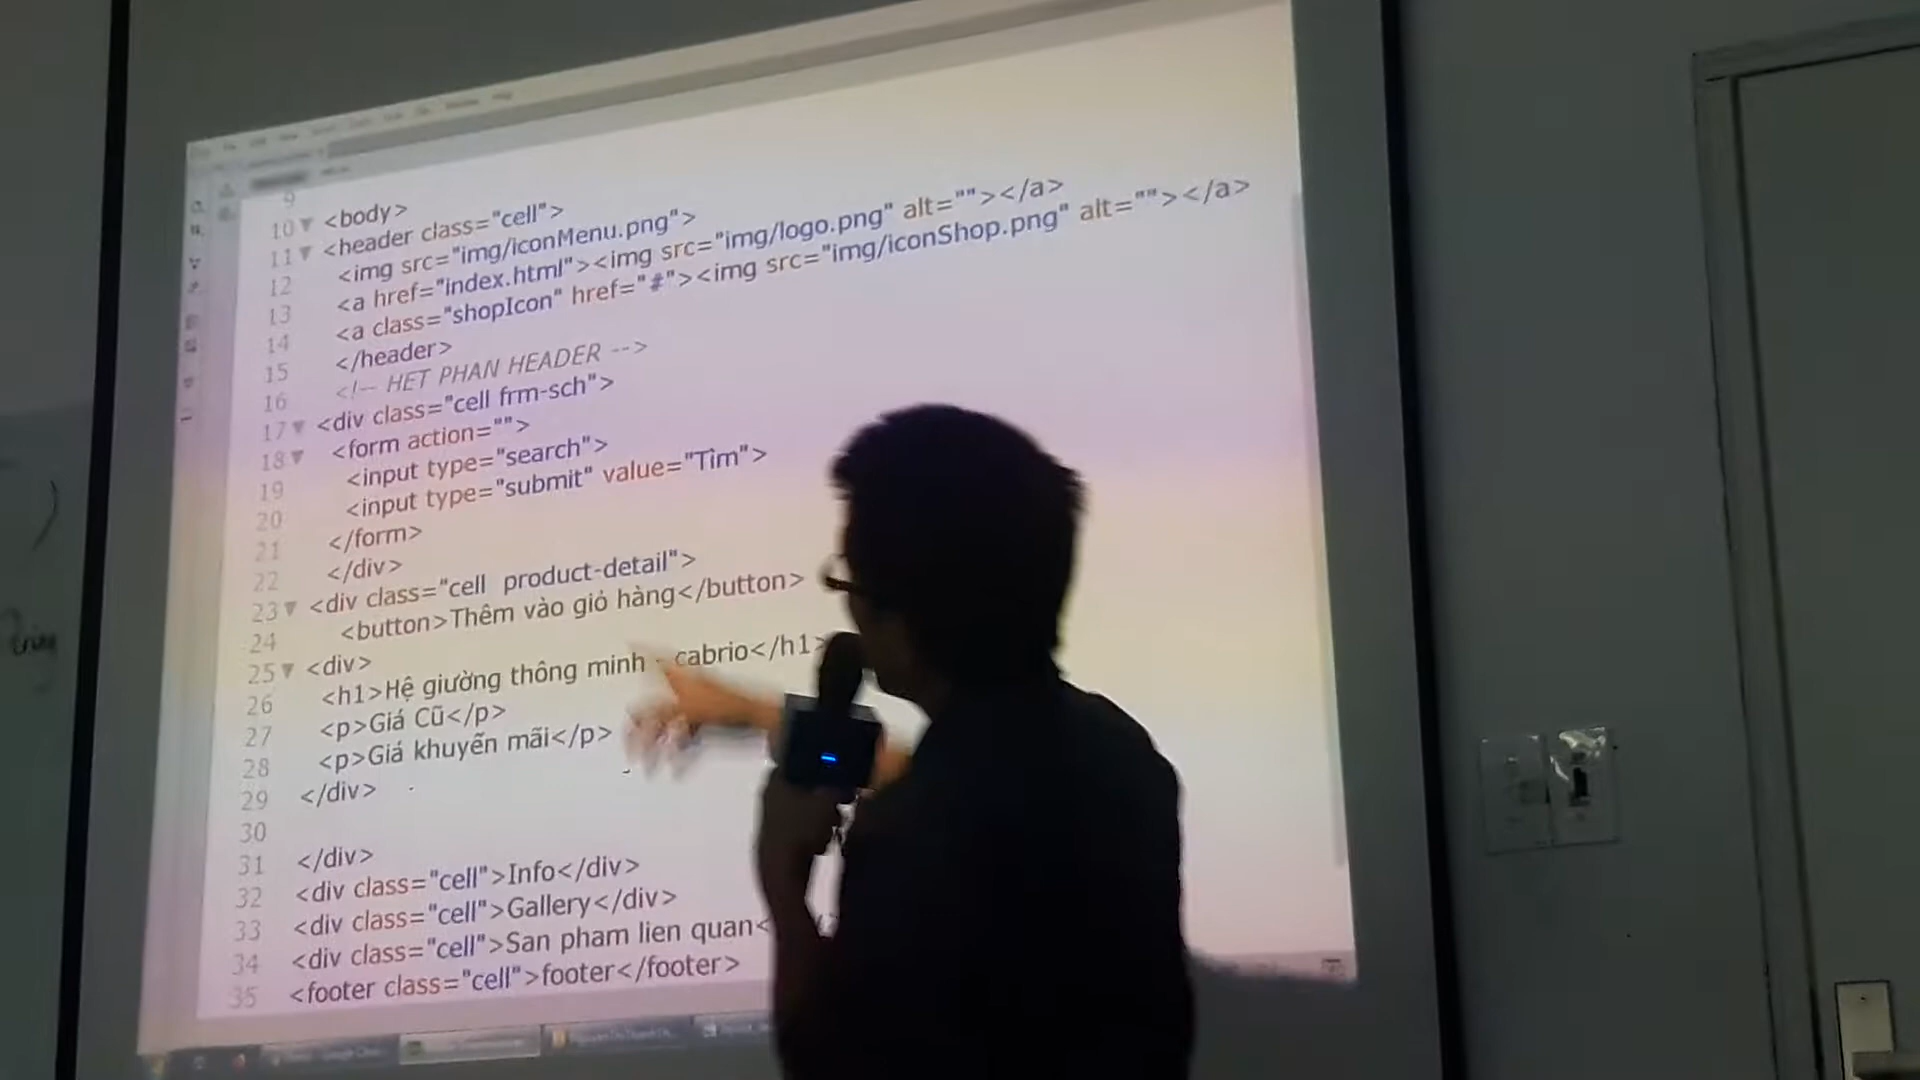 9
10 <body>
11 <header class="cell">
12 <img src="img/iconMenu.png">
13 <a href="index.html"><img src="img/logo.png" alt=""></a>
14 <a class="shopIcon" href="#"><img src="img/iconShop.png" alt=""></a>
15 </header>
16 <!-- HET PHAN HEADER -->
17 <div class="cell frm-sch">
18 <form action="">
19 <input type="search">
20 <input type="submit" value="Tìm">
21 </form>
22 </div>
23 <div class="cell  product-detail">
24 <button>Thêm vào giỏ hàng</button>
25 <div>
26 <h1>Hệ giường thông minh - cabrio</h1>
27 <p>Giá Cũ</p>
28 <p>Giá khuyến mãi</p>
29 </div>
30
31 </div>
32 <div class="cell">Info</div>
33 <div class="cell">Gallery</div>
34 <div class="cell">San pham lien quan<
35 <footer class="cell">footer</footer>